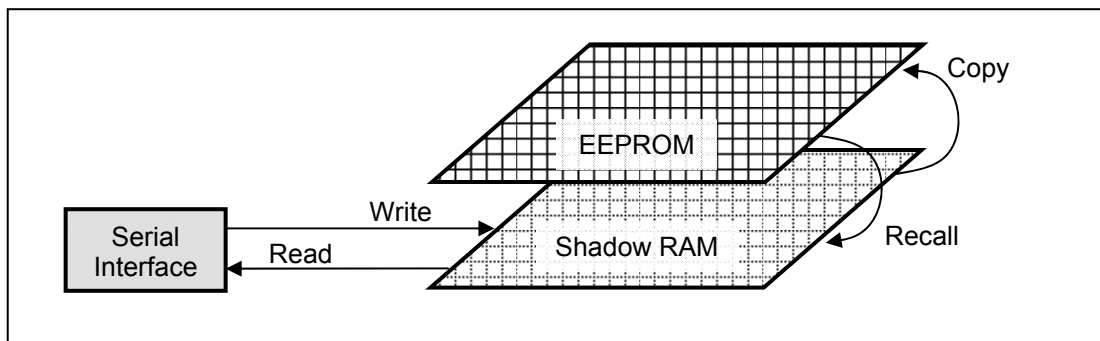 Copy
EEPROM
Write
Serial
Interface
Read
Shadow RAM
Recall